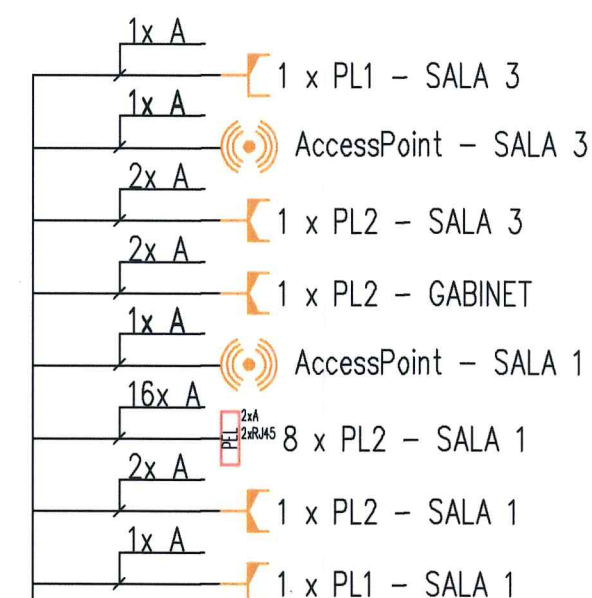 1x A
1 x PL1 – SALA 3
1x A
AccessPoint – SALA 3
2x A
1 x PL2 – SALA 3
2x A
1 x PL2 – GABINET
1x A
AccessPoint – SALA 1
16x A
PEL
2xA
2xRJ45
8 x PL2 – SALA 1
2x A
1 x PL2 – SALA 1
1x A
1 x PL1 – SALA 1